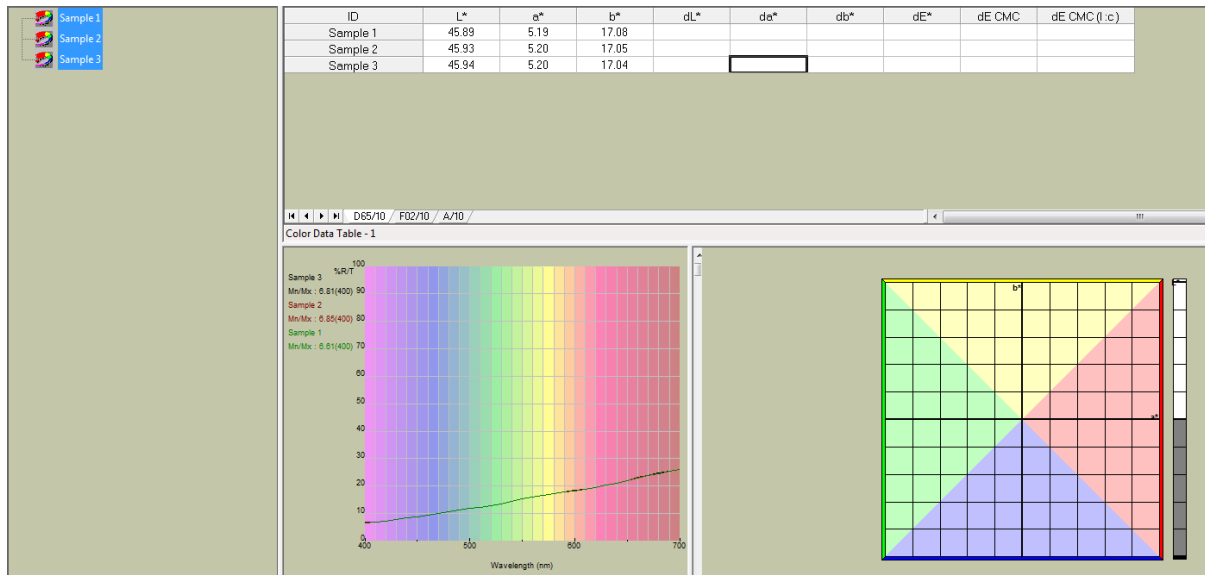 Sample 1
Sample 2
Sample 3
ID L* a* b* dL* da* db* dE* dE CMC dE CMC (l :c )
Sample 1 45.89 5.19 17.08
Sample 2 45.93 5.20 17.05
Sample 3 45.94 5.20 17.04
D65/10 F02/10 A/10
Color Data Table - 1
%R/T
Sample 3
Mn/Mx : 6.81(400)
Sample 2
Mn/Mx : 6.85(400)
Sample 1
Mn/Mx : 6.61(400)
100
90
80
70
60
50
40
30
20
10
0
400 500 600 700
Wavelength (nm)
b*
a*